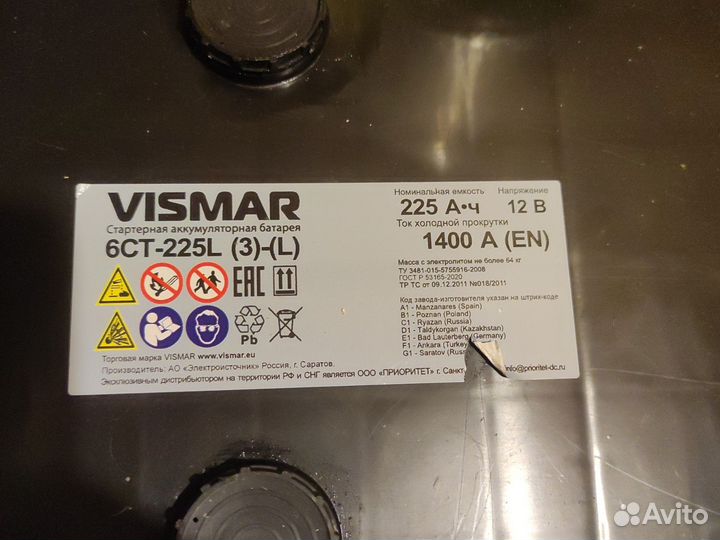 VISMAR
Стартерная аккумуляторная батарея
6СТ-225L (3)-(L)
Номинальная емкость Напряжение
225 А•ч 12 В
Ток холодной прокрутки
1400 А (EN)
Масса с электролитом не более 64 кг
ТУ 3481-015-5755916-2008
ГОСТ Р 53165-2020
ТР ТС от 09.12.2011 №018/2011
EAC
Pb
Код завода-изготовителя указан на штрих-коде:
A1 - Manzanares (Spain)
B1 - Poznan (Poland)
C1 - Ryazan (Russia)
D1 - Taldykorgan (Kazakhstan)
E1 - Bad Lauterberg (Germany)
F1 - Ankara (Turkey
G1 - Saratov (Rus
Торговая марка VISMAR www.vismar.eu
Производитель: АО «Электроисточник» Россия, г. Саратов.
Эксклюзивным дистрибьютором на территории РФ и СНГ является ООО «ПРИОРИТЕТ» г. Санкт info@prioritet-dc.ru
Avito